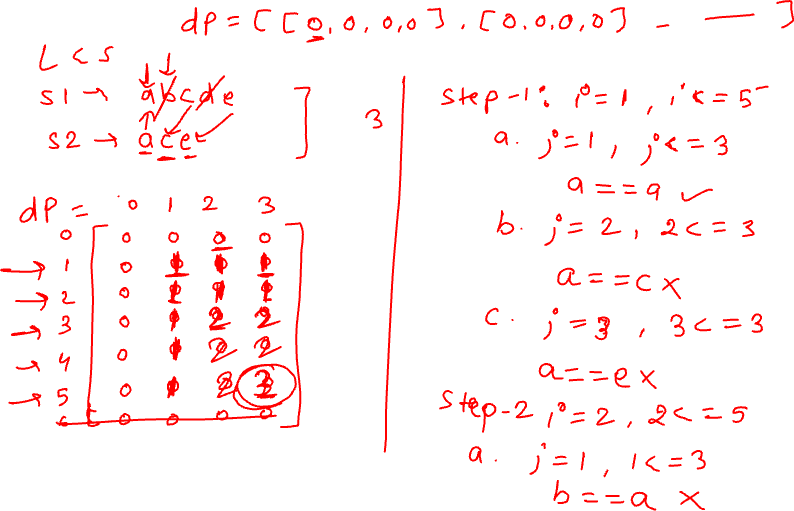 dp = [ [0, 0, 0, 0], [0, 0, 0, 0] - — ]
LCS
S1 → abcde
S2 → ace
3
dP =
0 1 2 3
0 0 0 0 0
1 0 1 1 1
2 0 1 1 1
3 0 1 2 2
4 0 1 2 2
5 0 1 2 3
0 0 0 0
Step-1: i=1, i<=5
a. j=1, j<=3
a==a ✓
b. j=2, 2<=3
a==c x
c. j=3, 3<=3
a==e x
Step-2 i=2, 2<=5
a. j=1, 1<=3
b==a x